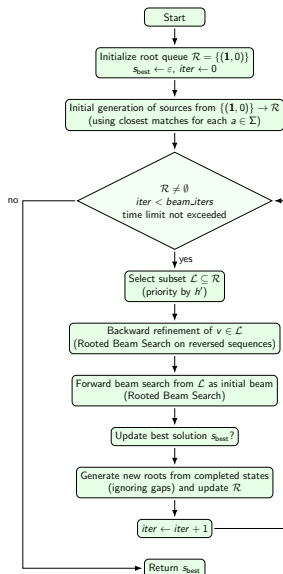 Start
Initialize root queue ℛ = {(𝟏, 0)}
s_best ← ε, iter ← 0
Initial generation of sources from {(𝟏, 0)} → ℛ
(using closest matches for each a ∈ Σ)
ℛ ≠ ∅
iter < beam_iters
time limit not exceeded
no
yes
Select subset ℒ ⊆ ℛ
(priority by h′)
Backward refinement of v ∈ ℒ
(Rooted Beam Search on reversed sequences)
Forward beam search from ℒ as initial beam
(Rooted Beam Search)
Update best solution s_best?
Generate new roots from completed states
(ignoring gaps) and update ℛ
iter ← iter + 1
Return s_best